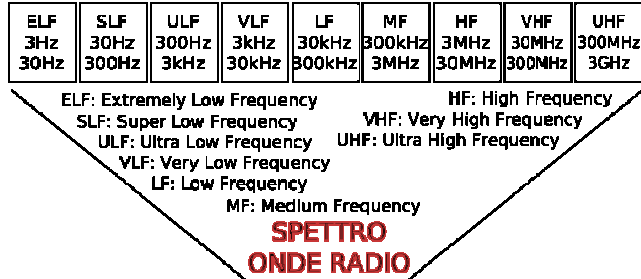 ELF SLF ULF VLF LF MF HF VHF UHF
3Hz 30Hz 300Hz 3kHz 30kHz 300kHz 3MHz 30MHz 300MHz
30Hz 300Hz 3kHz 30kHz 300kHz 3MHz 30MHz 300MHz 3GHz
ELF: Extremely Low Frequency
SLF: Super Low Frequency
ULF: Ultra Low Frequency
VLF: Very Low Frequency
LF: Low Frequency
MF: Medium Frequency
HF: High Frequency
VHF: Very High Frequency
UHF: Ultra High Frequency
SPETTRO
ONDE RADIO